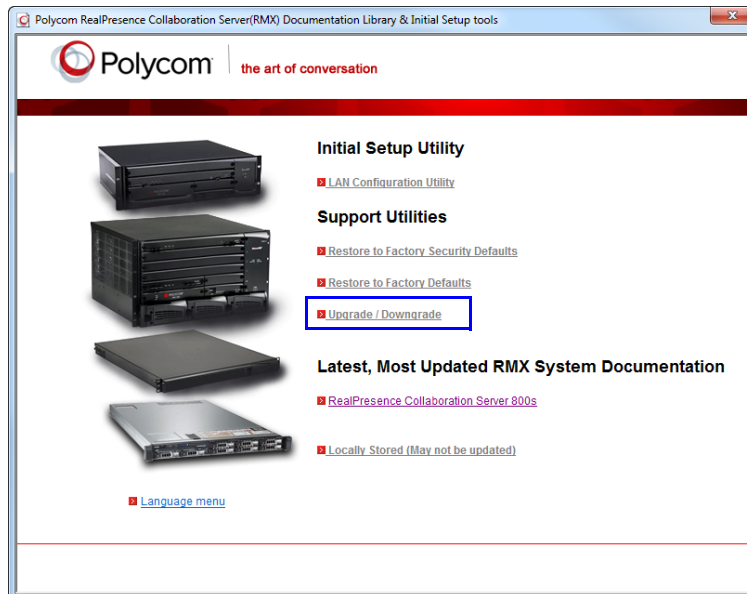 Polycom RealPresence Collaboration Server(RMX) Documentation Library & Initial Setup tools
Polycom
the art of conversation
Initial Setup Utility
LAN Configuration Utility
Support Utilities
Restore to Factory Security Defaults
Restore to Factory Defaults
Upgrade / Downgrade
Latest, Most Updated RMX System Documentation
RealPresence Collaboration Server 800s
Locally Stored (May not be updated)
Language menu